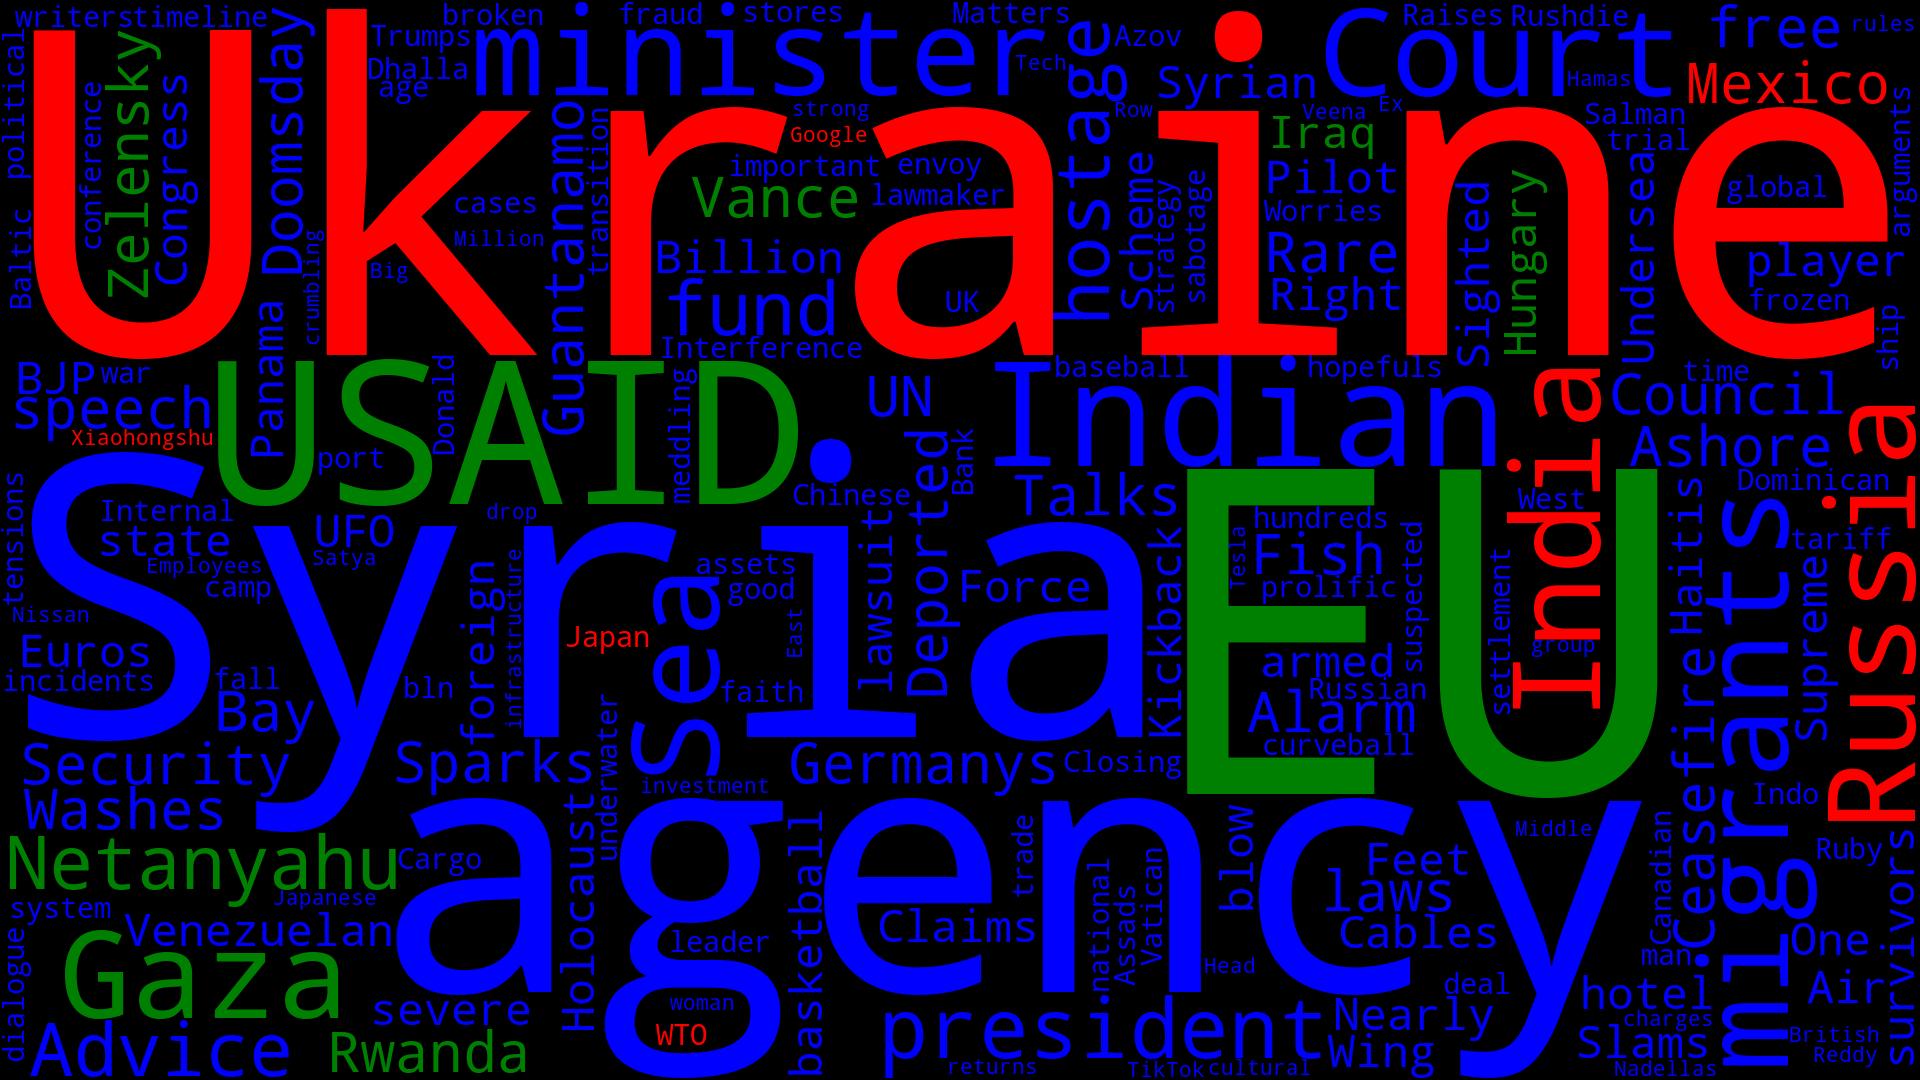 writerstimeline
broken
fraud
stores
Matters
Raises
Rushdie
free
rules
political
Zelensky
Doomsday
Trumps
minister
hostage
Azov
Court
Dhalla
age
Tech
Syrian
Hamas
Mexico
Ukraine
conference
Congress
Guantanamo
transition
strong
Google
Row
Veena
Ex
Salman
trial
Iraq
arguments
important
envoy
Vance
lawmaker
Scheme
strategy
sabotage
Pilot
Worries
Sighted
Hungary
Undersea
global
cases
Million
Baltic
crumbling
Big
Billion
fund
UK
Rare
Right
player
frozen
Interference
ship
Panama
BJP
war
speech
Xiaohongshu
USAID
Donald
port
meddling
UN
baseball
Indian
hopefuls
India
time
Council
Ashore
Russia
Chinese
Deported
Bank
Talks
West
Dominican
tensions
Internal
state
UFO
drop
Satya
Employees
camp
Syria
EU
hundreds
Fish
Tesla
prolific
suspected
settlement
Haitis
migrants
tariff
Supreme
Nissan
Euros
incidents
fall
Bay
bln
foreign
infrastructure
Japan
Sea
assets
good
East
faith
lawsuit
Force
Kickback
group
armed
Russian
Alarm
curveball
Security
Washes
Sparks
underwater
investment
Germanys
Closing
Ceasefire
Indo
Netanyahu
Cargo
Japanese
Holocaust
agency
basketball
trade
blow
Middle
Feet
laws
Cables
Canadian
Ruby
survivors
system
Venezuelan
Gaza
leader
Claims
national
Assads
Vatican
Head
man
One
Air
dialogue
severe
woman
WTO
deal
hotel
charges
Advice
Rwanda
president
Nearly
Wing
Slams
British
Reddy
returns
TikTok
cultural
Nadellas